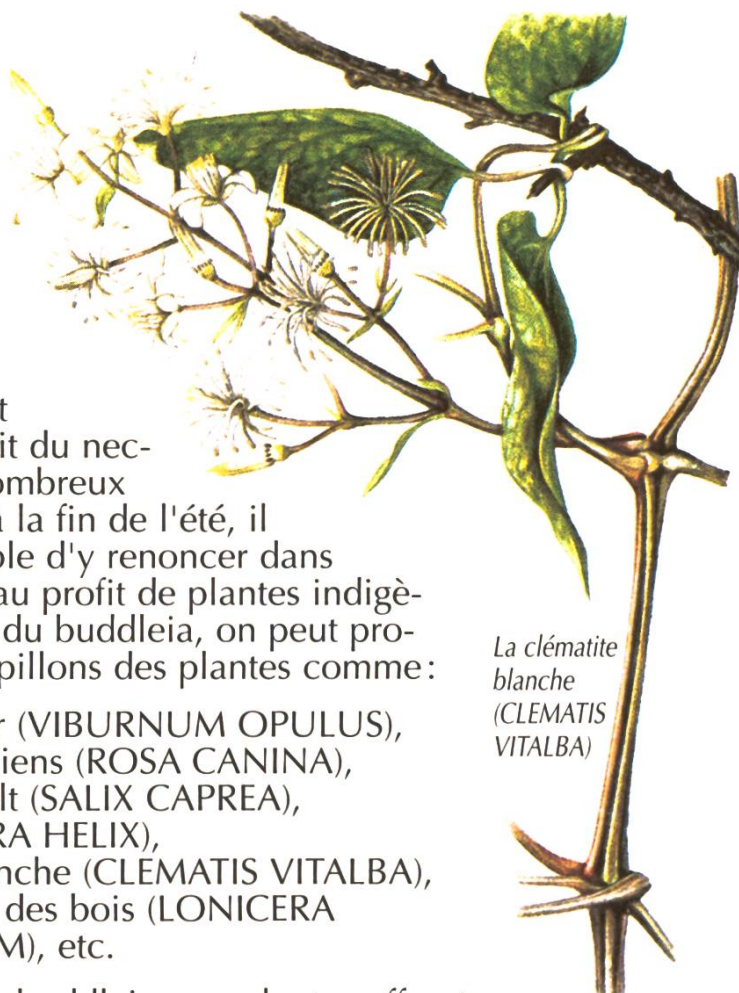 t
it du nec-
ombreux
à la fin de l'été, il
ble d'y renoncer dans
au profit de plantes indigè-
du buddleia, on peut pro-
pillons des plantes comme:
r (VIBURNUM OPULUS),
iens (ROSA CANINA),
lt (SALIX CAPREA),
RA HELIX),
nche (CLEMATIS VITALBA),
des bois (LONICERA
M), etc.
La clématite
blanche
(CLEMATIS
VITALBA)